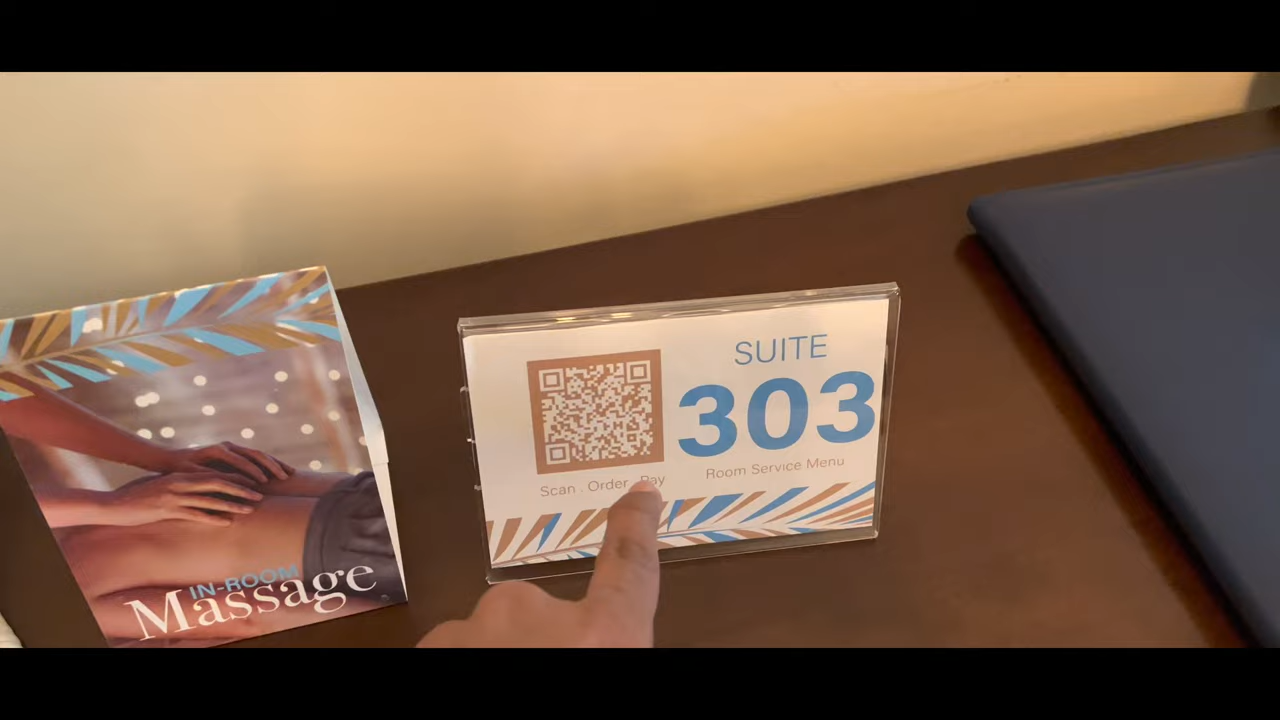 IN-ROOM
Massage
SUITE
303
Scan . Order . Pay
Room Service Menu